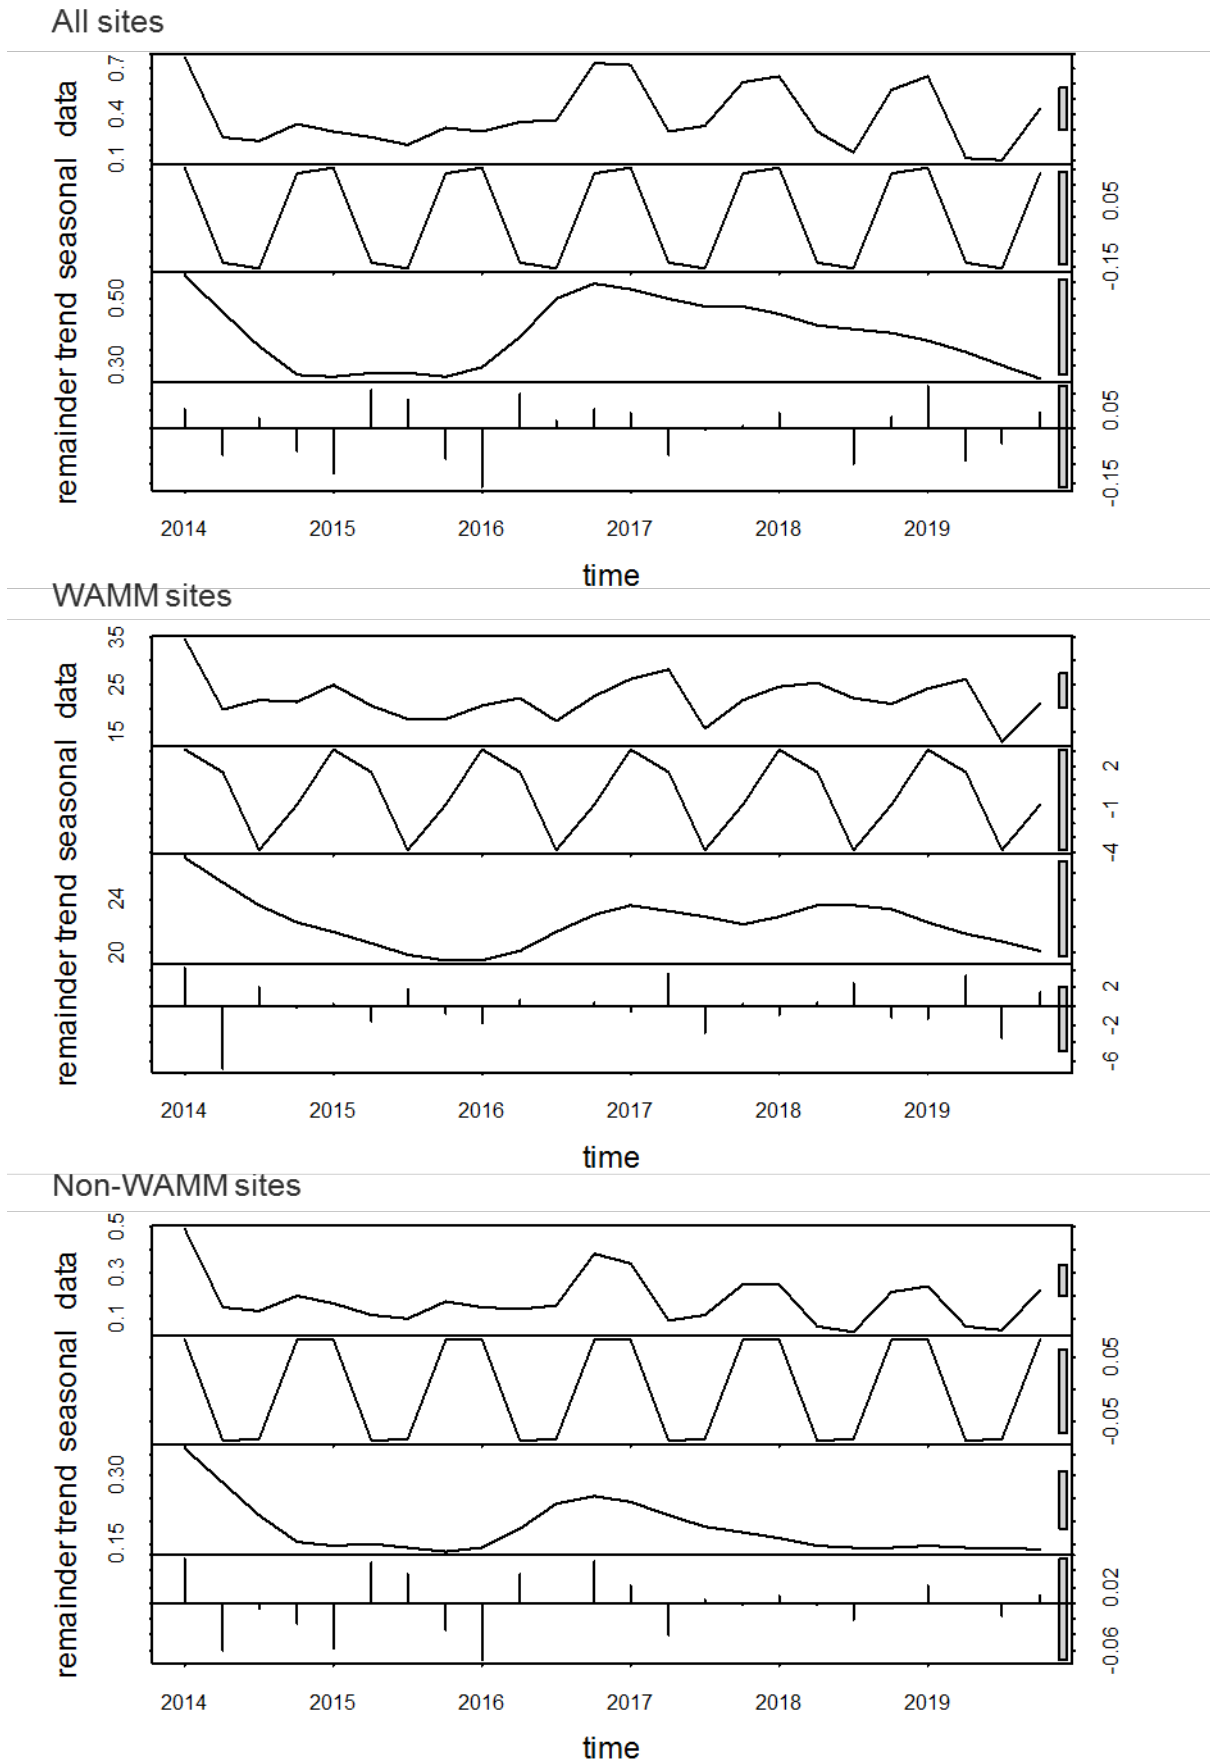 All sites
remainder trend seasonal data
0.1 0.4 0.7
-0.15 0.05
0.30 0.50
-0.15 0.05
2014 2015 2016 2017 2018 2019
time
WAMM sites
remainder trend seasonal data
15 25 35
-4 -1 2
20 24
-6 -2 2
2014 2015 2016 2017 2018 2019
time
Non-WAMM sites
remainder trend seasonal data
0.1 0.3 0.5
-0.05 0.05
0.15 0.30
-0.06 0.02
2014 2015 2016 2017 2018 2019
time